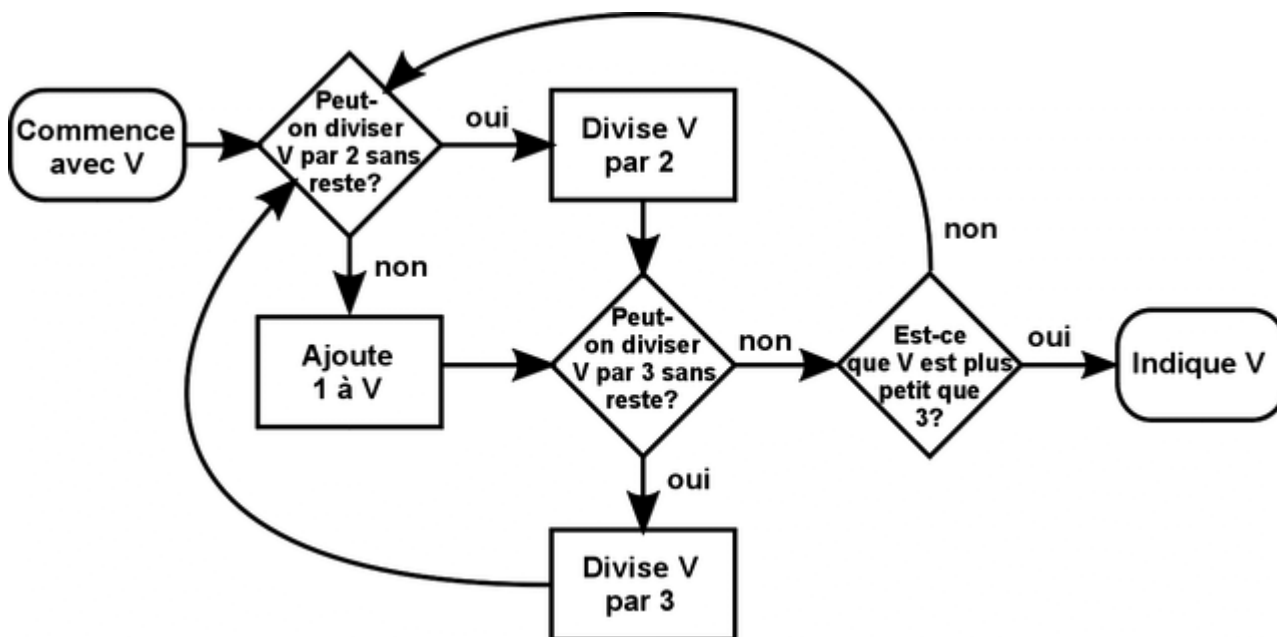 Commence
avec V
Peut-
on diviser
V par 2 sans
reste?
oui
Divise V
par 2
non
non
Ajoute
1 à V
Peut-
on diviser
V par 3 sans
reste?
non
Est-ce
que V est plus
petit que
3?
oui
Indique V
oui
Divise V
par 3